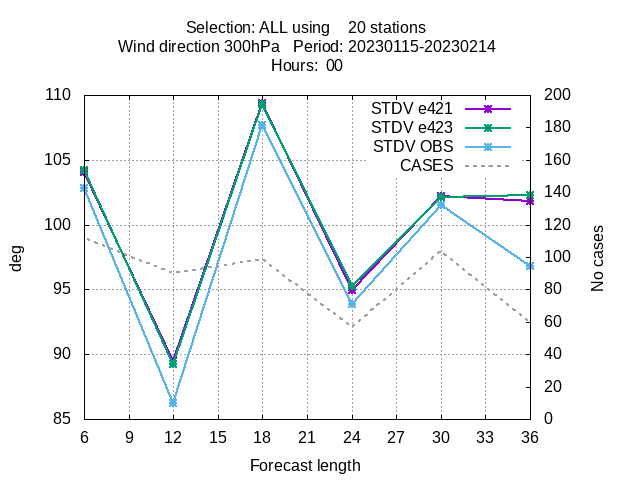 Selection: ALL using    20 stations
Wind direction 300hPa   Period: 20230115-20230214
Hours:  00
STDV e421
STDV e423
STDV OBS
CASES
110
105
100
95
90
85
deg
200
180
160
140
120
100
80
60
40
20
0
No cases
6 9 12 15 18 21 24 27 30 33 36
Forecast length